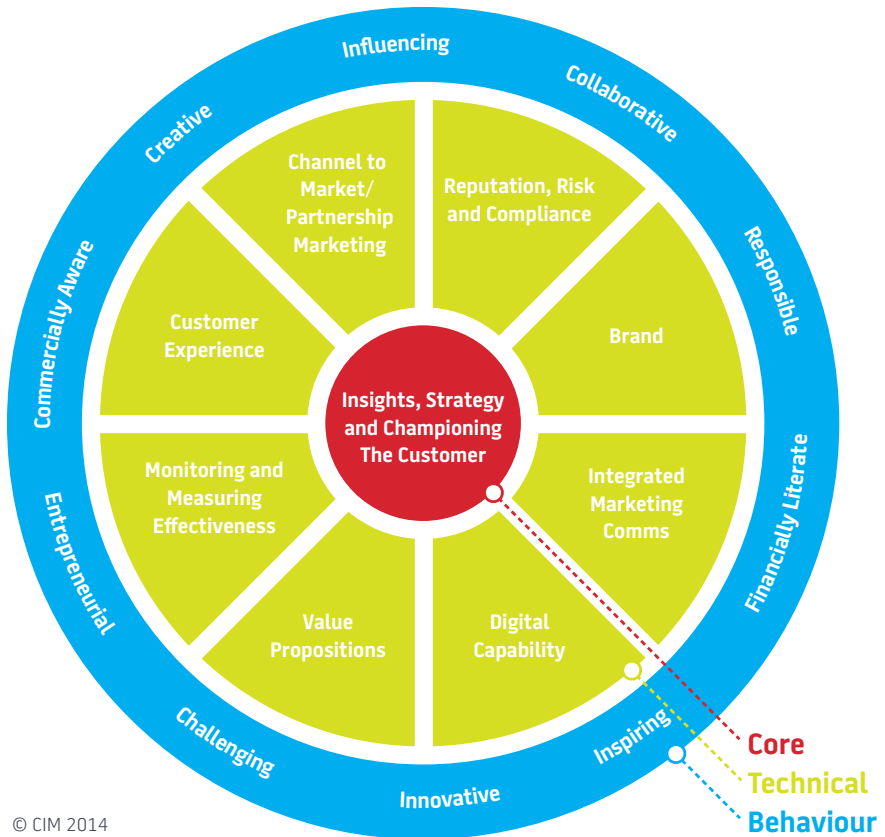 Influencing
Collaborative
Responsible
Financially Literate
Inspiring
Innovative
Challenging
Entrepreneurial
Commercially Aware
Creative
Channel to
Market/
Partnership
Marketing
Reputation, Risk
and Compliance
Customer
Experience
Brand
Insights, Strategy
and Championing
The Customer
Monitoring and
Measuring
Effectiveness
Integrated
Marketing
Comms
Value
Propositions
Digital
Capability
Core
Technical
Behaviour
© CIM 2014